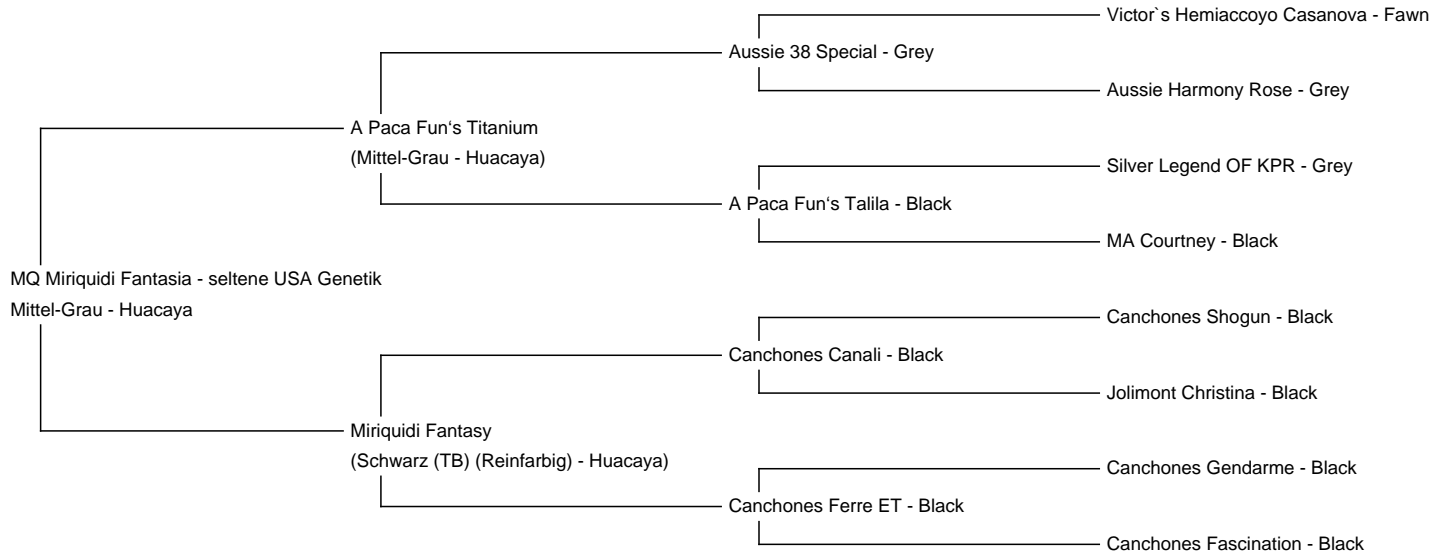 Victor`s Hemiaccoyo Casanova - Fawn
Aussie 38 Special - Grey
Aussie Harmony Rose - Grey
A Paca Fun‘s Titanium
(Mittel-Grau - Huacaya)
Silver Legend OF KPR - Grey
A Paca Fun‘s Talila - Black
MA Courtney - Black
MQ Miriquidi Fantasia - seltene USA Genetik
Mittel-Grau - Huacaya
Canchones Shogun - Black
Canchones Canali - Black
Jolimont Christina - Black
Miriquidi Fantasy
(Schwarz (TB) (Reinfarbig) - Huacaya)
Canchones Gendarme - Black
Canchones Ferre ET - Black
Canchones Fascination - Black